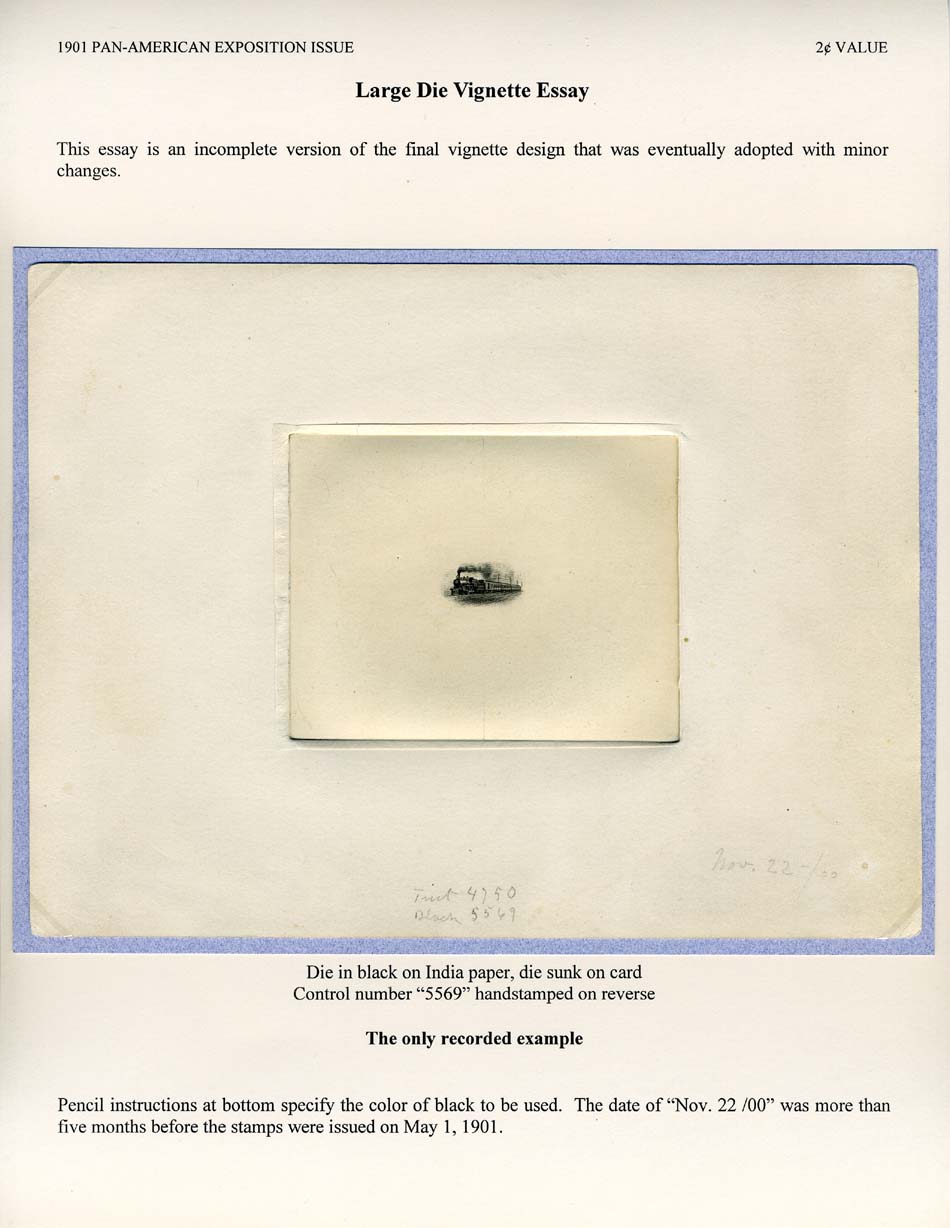 1901 PAN-AMERICAN EXPOSITION ISSUE 2¢ VALUE
Large Die Vignette Essay
This essay is an incomplete version of the final vignette design that was eventually adopted with minor
changes.
Nov. 22 -/00
4750
Black 5569
Die in black on India paper, die sunk on card
Control number “5569” handstamped on reverse
The only recorded example
Pencil instructions at bottom specify the color of black to be used. The date of “Nov. 22 /00” was more than
five months before the stamps were issued on May 1, 1901.